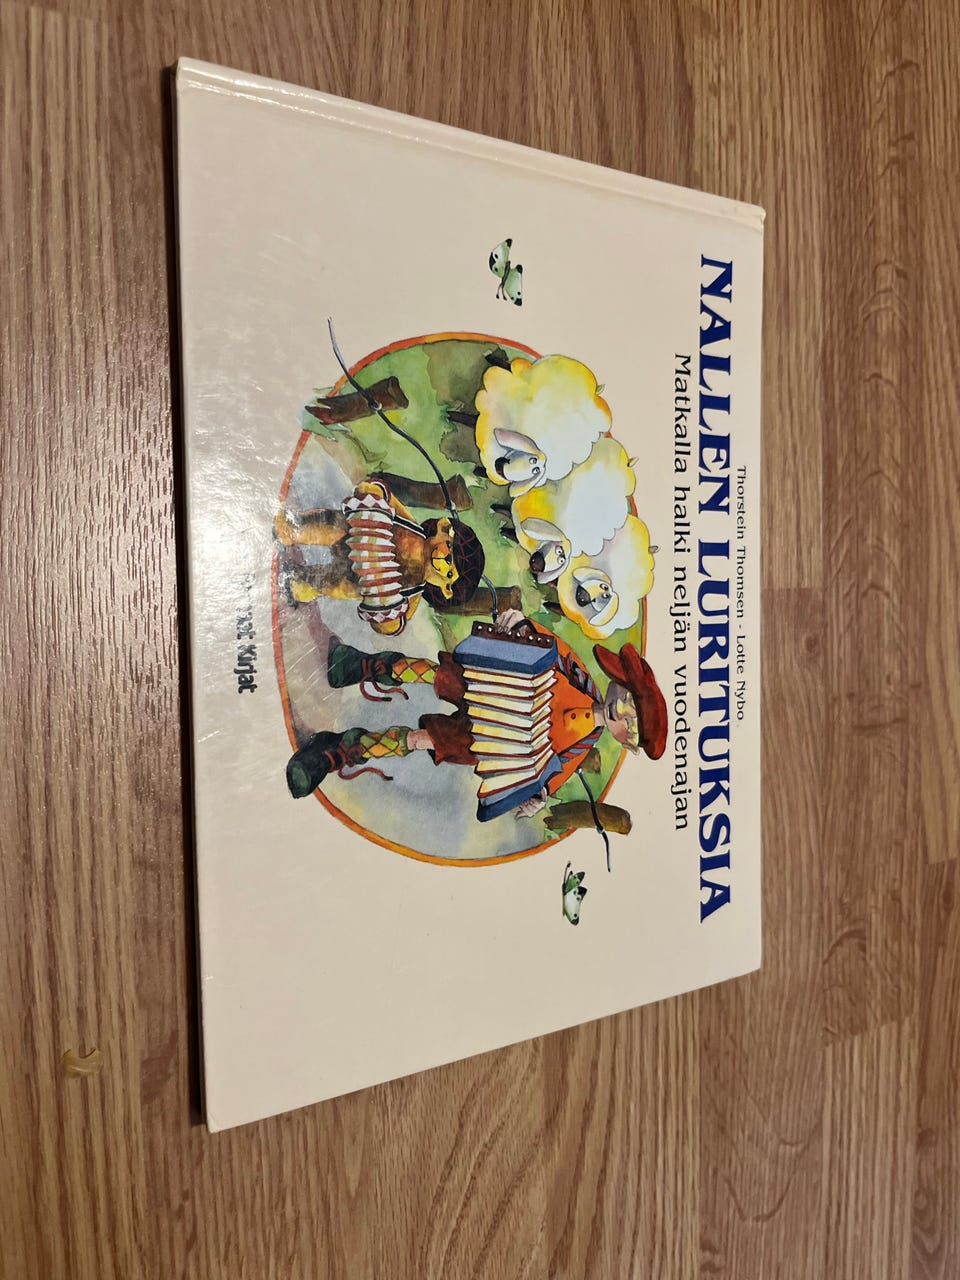 Thorstein Thomsen - Lotte Nybo
NALLEN LURITUKSIA
Matkalla halki neljän vuodenajan
Kirjat